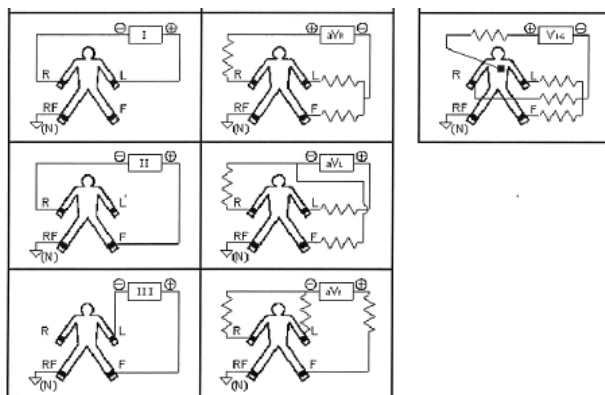 ⊖ I ⊕
R L
RF F
(N)
⊕ aVR ⊖
R L
RF F
(N)
⊖ V1-6 ⊕
R L
RF F
(N)
⊖ II ⊕
R L'
RF F
(N)
⊖ aVL ⊕
R L
RF F
(N)
⊖ III ⊕
R L
RF F
(N)
⊖ aVF ⊕
R L
RF F
(N)